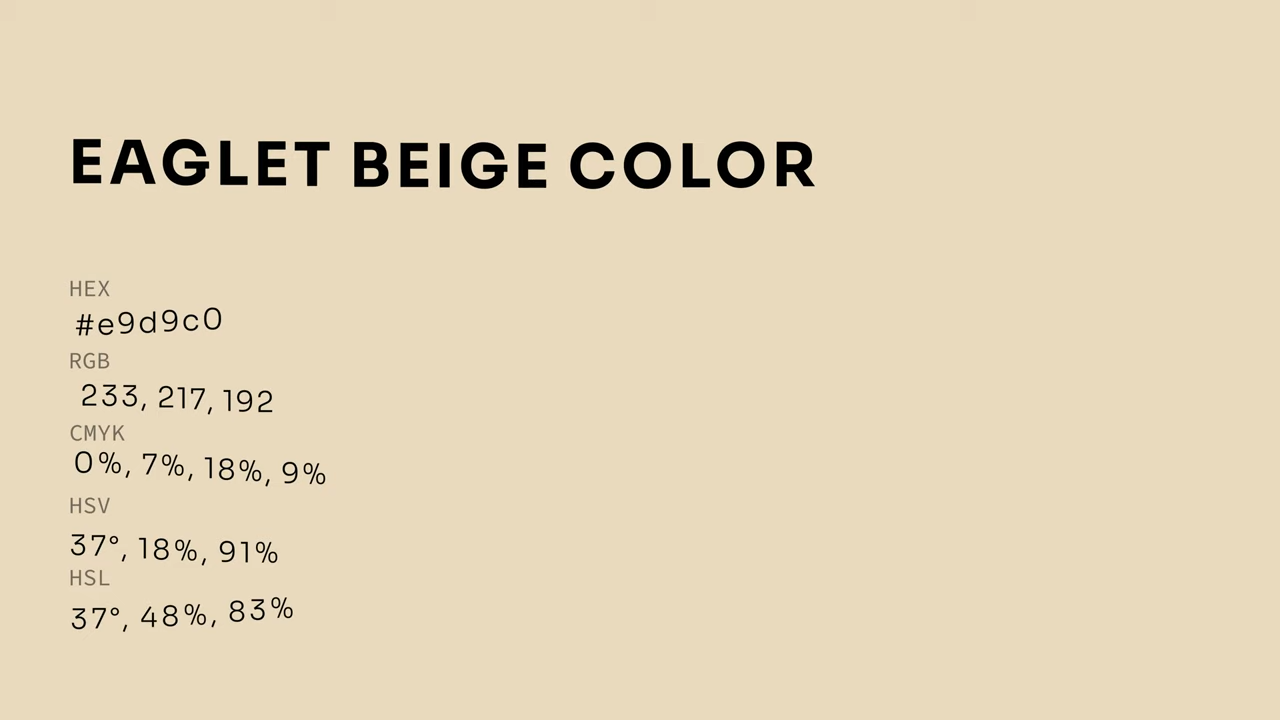 EAGLET BEIGE COLOR
HEX
#e9d9c0
RGB
233, 217, 192
CMYK
0%, 7%, 18%, 9%
HSV
37°, 18%, 91%
HSL
37°, 48%, 83%